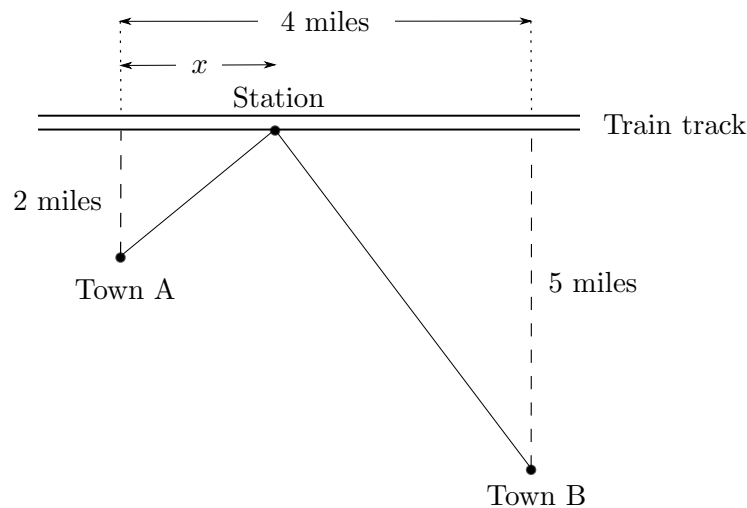 4 miles
x
Station
Train track
2 miles
Town A
5 miles
Town B